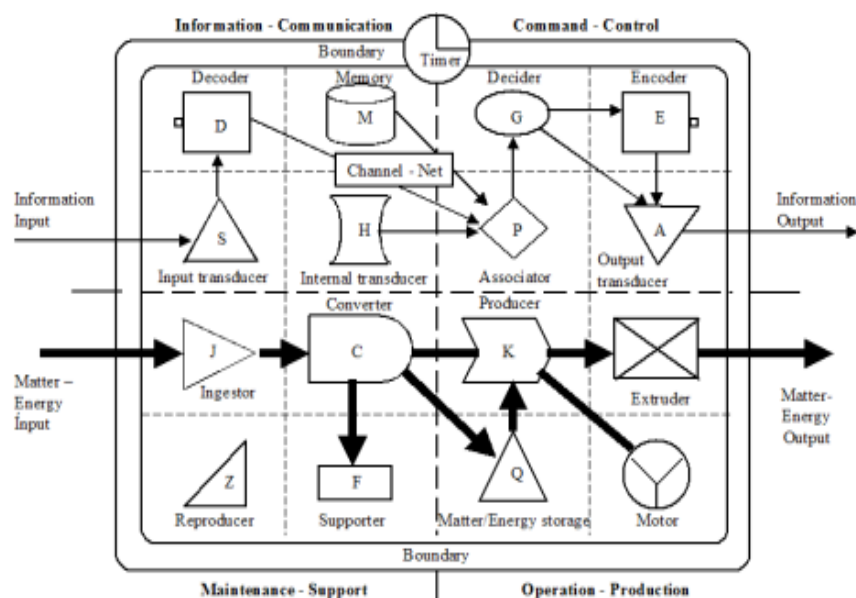 Information - Communication
Command - Control
Boundary
Timer
Decoder
Memory
Decider
Encoder
D
M
G
E
Channel - Net
Information
Input
Information
Output
S
H
P
A
Input transducer
Internal transducer
Associator
Output
transducer
Converter
Producer
J
C
K
Ingestor
Extruder
Matter –
Energy
Input
Matter-
Energy
Output
Z
F
Q
Reproducer
Supporter
Matter/Energy storage
Motor
Boundary
Maintenance - Support
Operation - Production